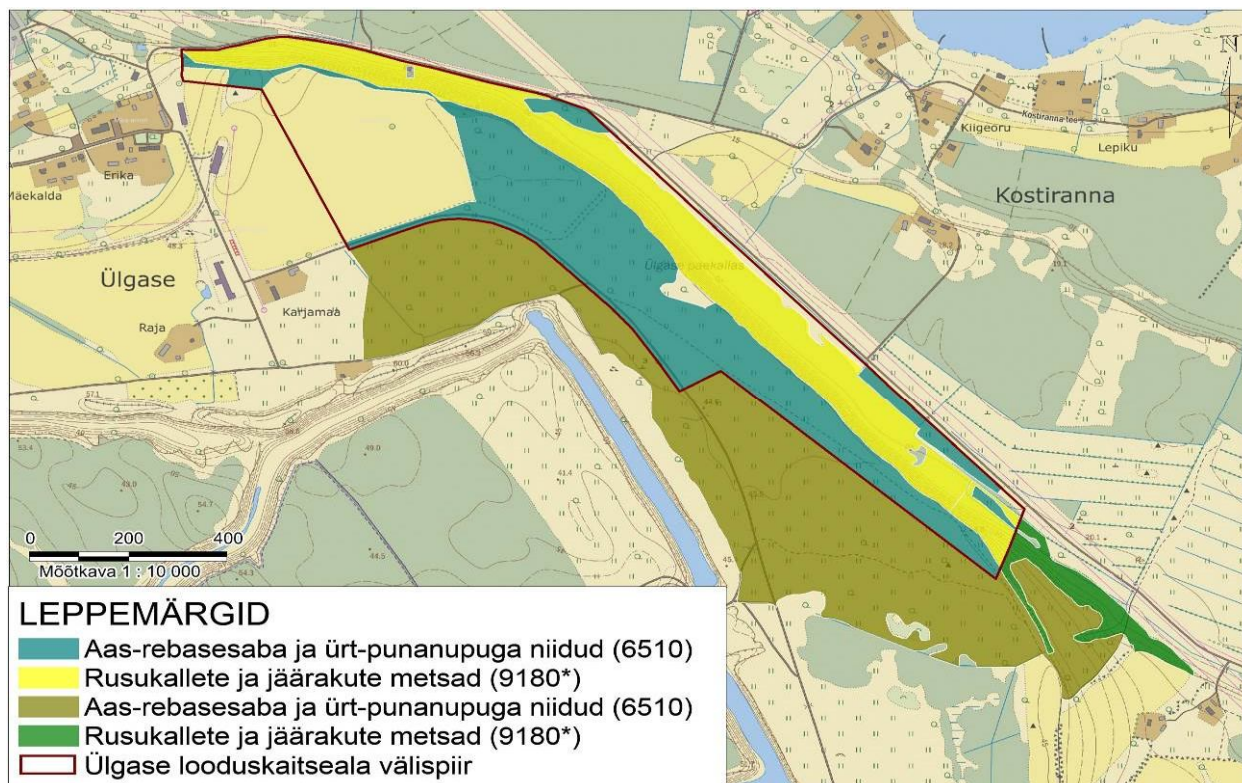 N
Kostiranna tee
Kiigeoru
Lepiku
Erika
Mäekalda
Kostiranna
Ülgase paekallas
Ülgase
Karjamaa
Raja
0 200 400
Mõõtkava 1 : 10 000
LEPPEMÄRGID
Aas-rebasesaba ja ürt-punanupuga niidud (6510)
Rusukallete ja jäärakute metsad (9180*)
Aas-rebasesaba ja ürt-punanupuga niidud (6510)
Rusukallete ja jäärakute metsad (9180*)
Ülgase looduskaitseala välispiir